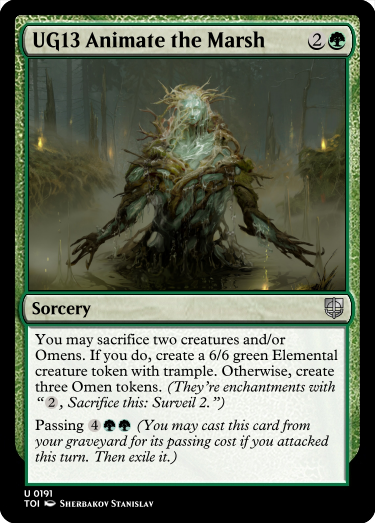 UG13 Animate the Marsh 2
Sorcery
You may sacrifice two creatures and/or
Omens. If you do, create a 6/6 green Elemental
creature token with trample. Otherwise, create
three Omen tokens. (They're enchantments with
“2, Sacrifice this: Surveil 2.”)
Passing 4 (You may cast this card from
your graveyard for its passing cost if you attacked
this turn. Then exile it.)
U 0191
TOI SHERBAKOV STANISLAV